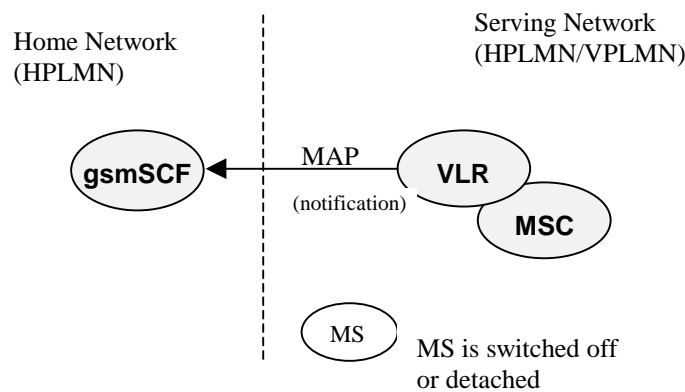 Home Network
(HPLMN)
Serving Network
(HPLMN/VPLMN)
gsmSCF
MAP
(notification)
VLR
MSC
MS
MS is switched off
or detached